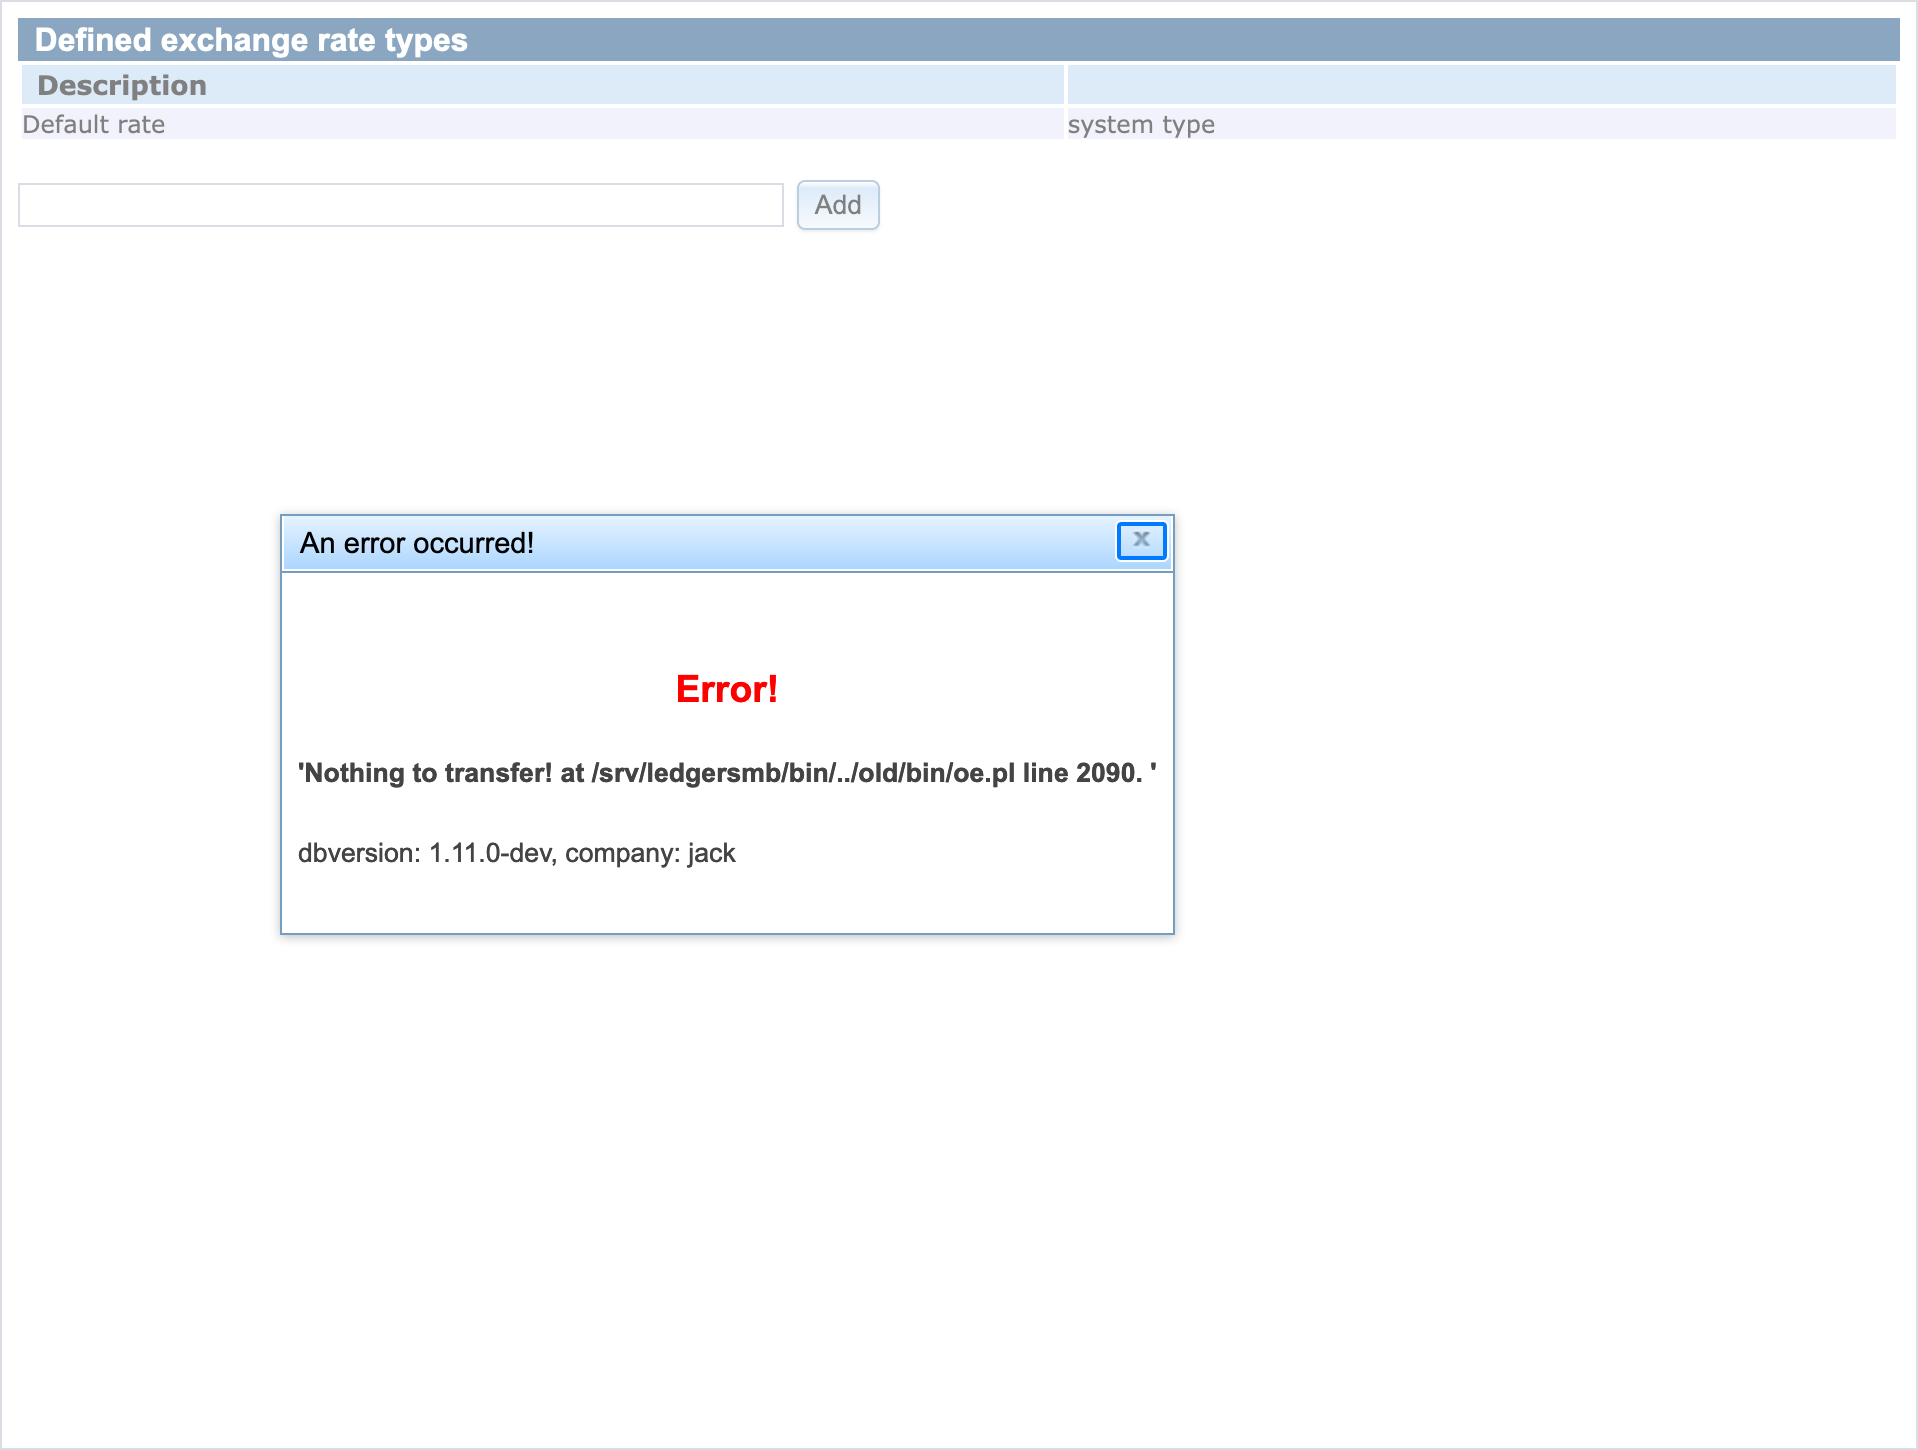 Defined exchange rate types
Description
Default rate system type
Add
An error occurred!
x
Error!
'Nothing to transfer! at /srv/ledgersmb/bin/../old/bin/oe.pl line 2090. '
dbversion: 1.11.0-dev, company: jack